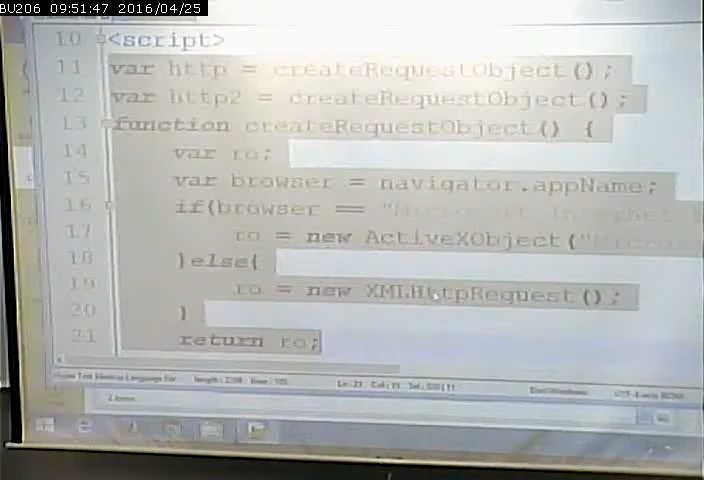 BU206 09:51:47 2016/04/25
10 <script>
11 var http = createRequestObject();
12 var http2 = createRequestObject();
13 function createRequestObject() {
14 var ro;
15 var browser = navigator.appName;
16 if(browser == "Microsoft Internet
17 ro = new ActiveXObject("
18 }else{
19 ro = new XMLHttpRequest();
20 }
21 return ro;